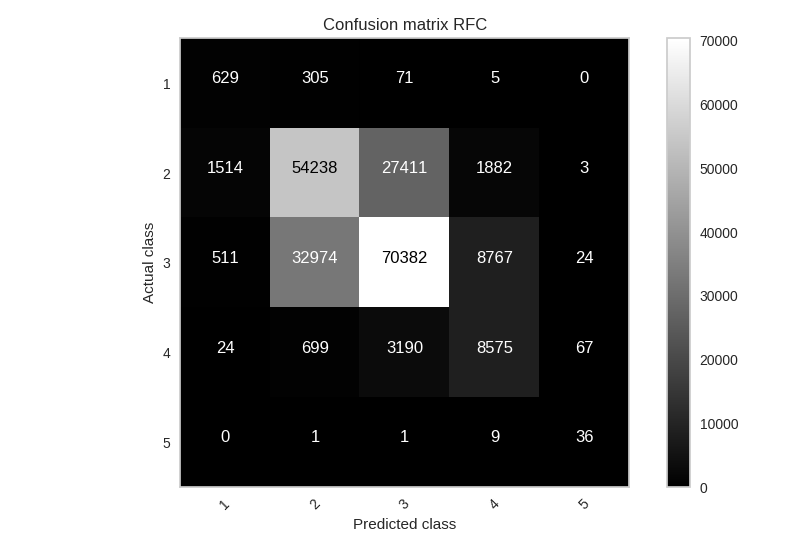 Confusion matrix RFC
1 629 305 71 5 0
2 1514 54238 27411 1882 3
3 511 32974 70382 8767 24
4 24 699 3190 8575 67
5 0 1 1 9 36
1 2 3 4 5
Predicted class
Actual class
70000
60000
50000
40000
30000
20000
10000
0